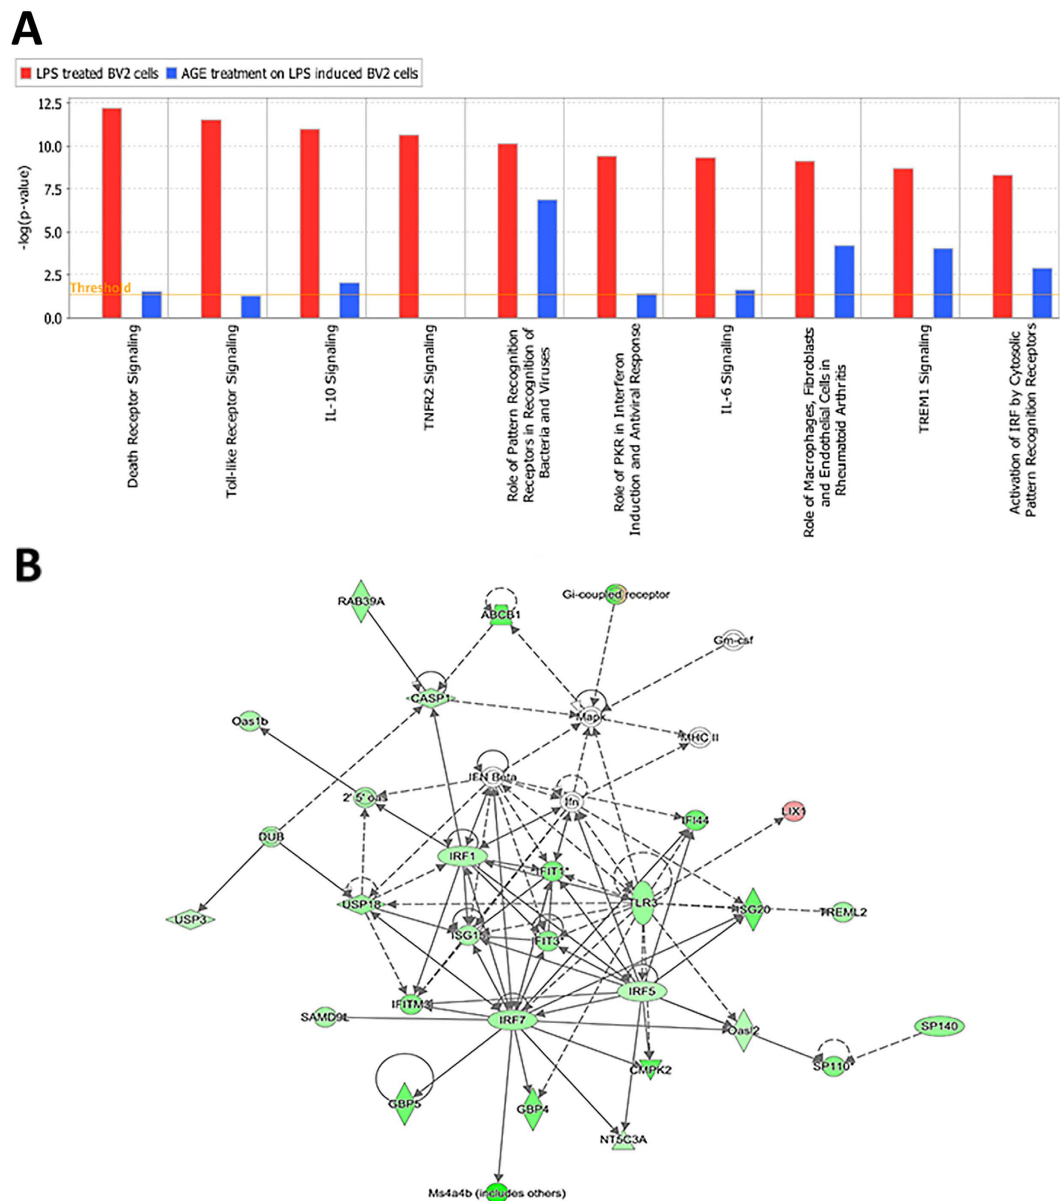 A
LPS treated BV2 cells AGE treatment on LPS induced BV2 cells
-log(p-value)
12.5
10.0
7.5
5.0
2.5
0.0
Threshold
Death Receptor Signaling
Toll-like Receptor Signaling
IL-10 Signaling
TNFR2 Signaling
Role of Pattern Recognition
Receptors in Recognition of
Bacteria and Viruses
Role of PKR in Interferon
Induction and Antiviral Response
IL-6 Signaling
Role of Macrophages, Fibroblasts
and Endothelial Cells in
Rheumatoid Arthritis
TREM1 Signaling
Activation of IRF by Cytosolic
Pattern Recognition Receptors
B
RAB39A
ABCB1
Gi-coupled receptor
Gm-csf
CASP1
Mapk
Oas1b
MHC II
IFN Beta
2' 5' oas
Ifn
IFI44
LIX1
DUB
IRF1
IFIT1
USP18
TLR3
ISG20
TREML2
USP3
ISG15
IFIT3*
IRF5
IFITM3
SAMD9L
IRF7
Oasl2
SP140
SP110*
CMPK2
GBP5
GBP4
NT5C3A
Ms4a4b (includes others)